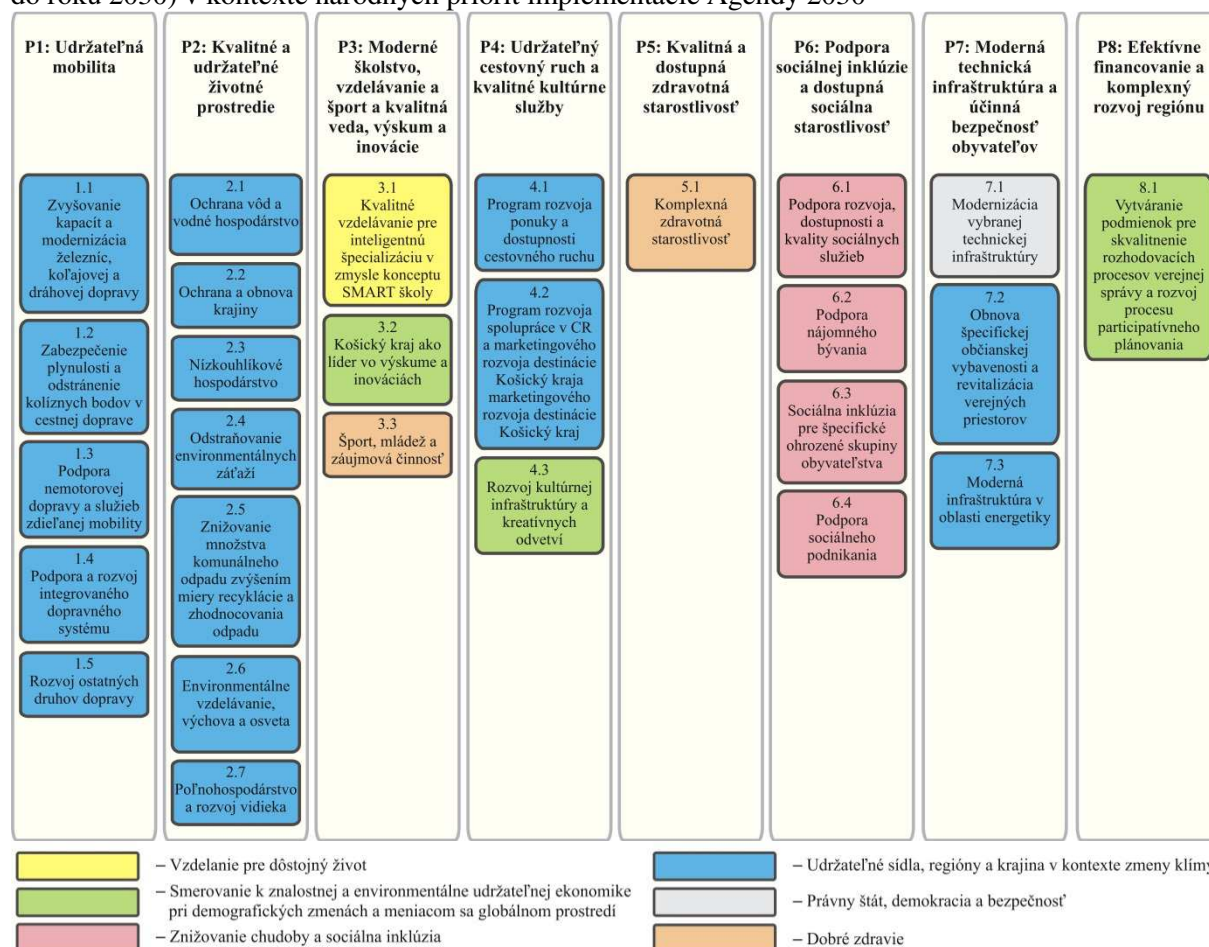 do roku 2030) v kontexte národných priorít implementácie Agendy 2030
P1: Udržateľná
mobilita
1.1
Zvyšovanie
kapacít a
modernizácia
železníc,
koľajovej a
dráhovej dopravy
1.2
Zabezpečenie
plynulosti a
odstránenie
kolíznych bodov v
cestnej doprave
1.3
Podpora
nemotorovej
dopravy a služieb
zdieľanej mobility
1.4
Podpora a rozvoj
integrovaného
dopravného
systému
1.5
Rozvoj ostatných
druhov dopravy
P2: Kvalitné a
udržateľné
životné
prostredie
2.1
Ochrana vôd a
vodné hospodárstvo
2.2
Ochrana a obnova
krajiny
2.3
Nízkouhlíkové
hospodárstvo
2.4
Odstraňovanie
environmentálnych
záťaží
2.5
Znižovanie
množstva
komunálneho
odpadu zvýšením
miery recyklácie a
zhodnocovania
odpadu
2.6
Environmentálne
vzdelávanie,
výchova a osveta
2.7
Poľnohospodárstvo
a rozvoj vidieka
P3: Moderné
školstvo,
vzdelávanie a
šport a kvalitná
veda, výskum a
inovácie
3.1
Kvalitné
vzdelávanie pre
inteligentnú
špecializáciu v
zmysle konceptu
SMART školy
3.2
Košický kraj ako
líder vo výskume a
inováciách
3.3
Šport, mládež a
záujmová činnosť
P4: Udržateľný
cestovný ruch a
kvalitné kultúrne
služby
4.1
Program rozvoja
ponuky a
dostupnosti
cestovného ruchu
4.2
Program rozvoja
spolupráce v CR
a marketingového
rozvoja destinácie
Košický kraja
marketingového
rozvoja destinácie
Košický kraj
4.3
Rozvoj kultúrnej
infraštruktúry a
kreatívnych
odvetví
P5: Kvalitná a
dostupná
zdravotná
starostlivosť
5.1
Komplexná
zdravotná
starostlivosť
P6: Podpora
sociálnej inklúzie
a dostupná
sociálna
starostlivosť
6.1
Podpora rozvoja,
dostupnosti a
kvality sociálnych
služieb
6.2
Podpora
nájomného
bývania
6.3
Sociálna inklúzia
pre špecifické
ohrozené skupiny
obyvateľstva
6.4
Podpora
sociálneho
podnikania
P7: Moderná
technická
infraštruktúra a
účinná
bezpečnosť
obyvateľov
7.1
Modernizácia
vybranej
technickej
infraštruktúry
7.2
Obnova
špecifickej
občianskej
vybavenosti a
revitalizácia
verejných
priestorov
7.3
Moderná
infraštruktúra v
oblasti energetiky
P8: Efektívne
financovanie a
komplexný
rozvoj regiónu
8.1
Vytváranie
podmienok pre
skvalitnenie
rozhodovacích
procesov verejnej
správy a rozvoj
procesu
participatívneho
plánovania
– Vzdelanie pre dôstojný život
– Smerovanie k znalostnej a environmentálne udržateľnej ekonomike
pri demografických zmenách a meniacom sa globálnom prostredí
– Znižovanie chudoby a sociálna inklúzia
– Udržateľné sídla, regióny a krajina v kontexte zmeny klímy
– Právny štát, demokracia a bezpečnosť
– Dobré zdravie